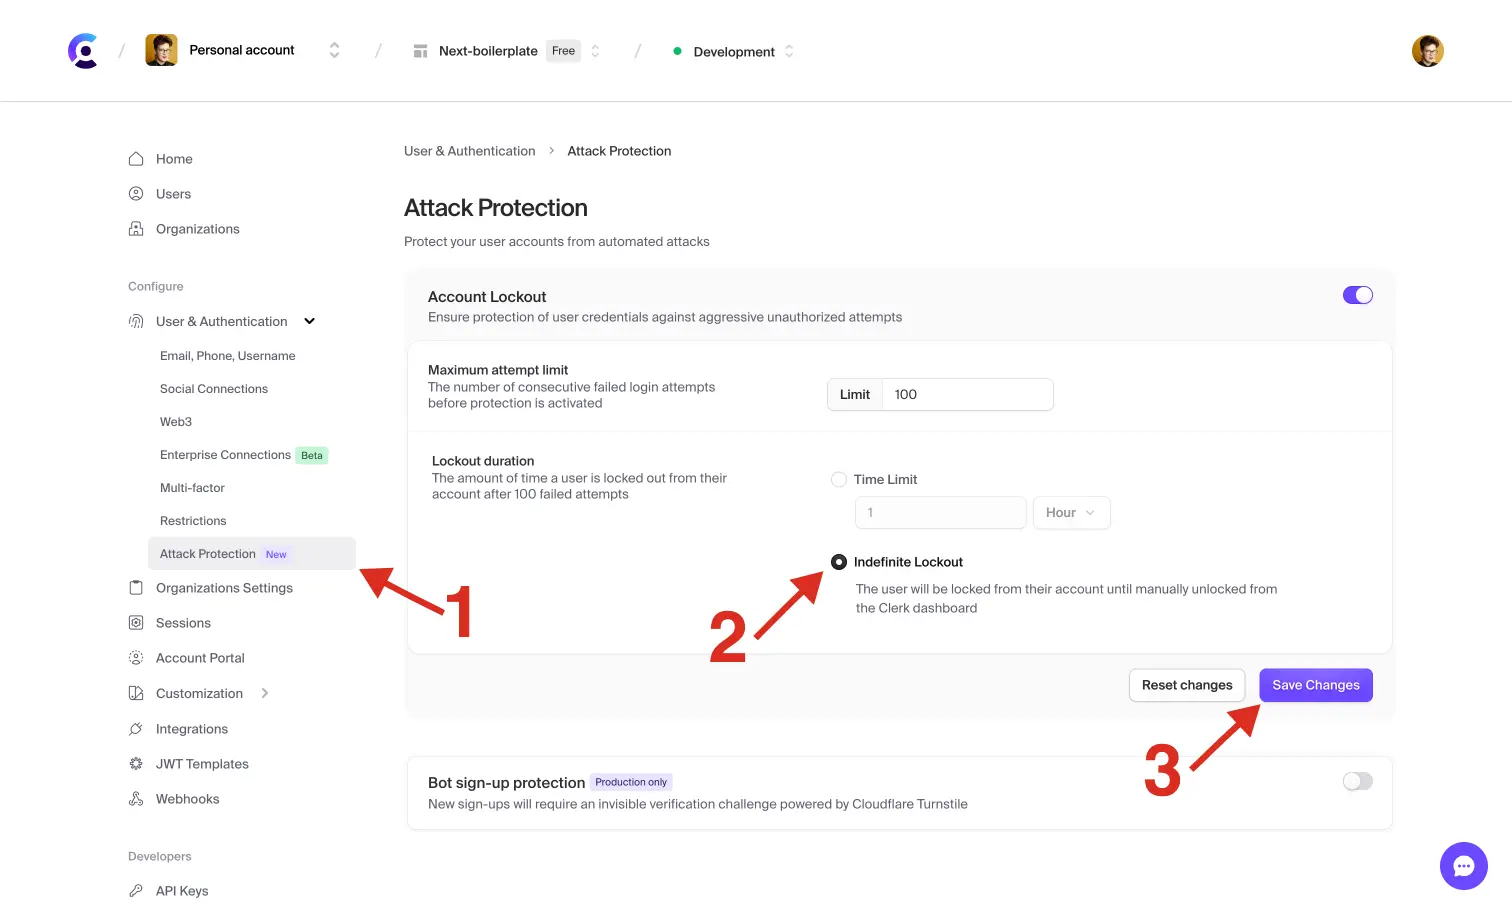 Personal account
Next-boilerplate Free
Development
Home
Users
Organizations
Configure
User & Authentication
Email, Phone, Username
Social Connections
Web3
Enterprise Connections Beta
Multi-factor
Restrictions
Attack Protection New
Organizations Settings
Sessions
Account Portal
Customization
Integrations
JWT Templates
Webhooks
Developers
API Keys
User & Authentication > Attack Protection
Attack Protection
Protect your user accounts from automated attacks
Account Lockout
Ensure protection of user credentials against aggressive unauthorized attempts
Maximum attempt limit
The number of consecutive failed login attempts
before protection is activated
Limit 100
Lockout duration
The amount of time a user is locked out from their
account after 100 failed attempts
Time Limit
1 Hour
Indefinite Lockout
The user will be locked from their account until manually unlocked from
the Clerk dashboard
1
2
Reset changes Save Changes
3
Bot sign-up protection Production only
New sign-ups will require an invisible verification challenge powered by Cloudflare Turnstile